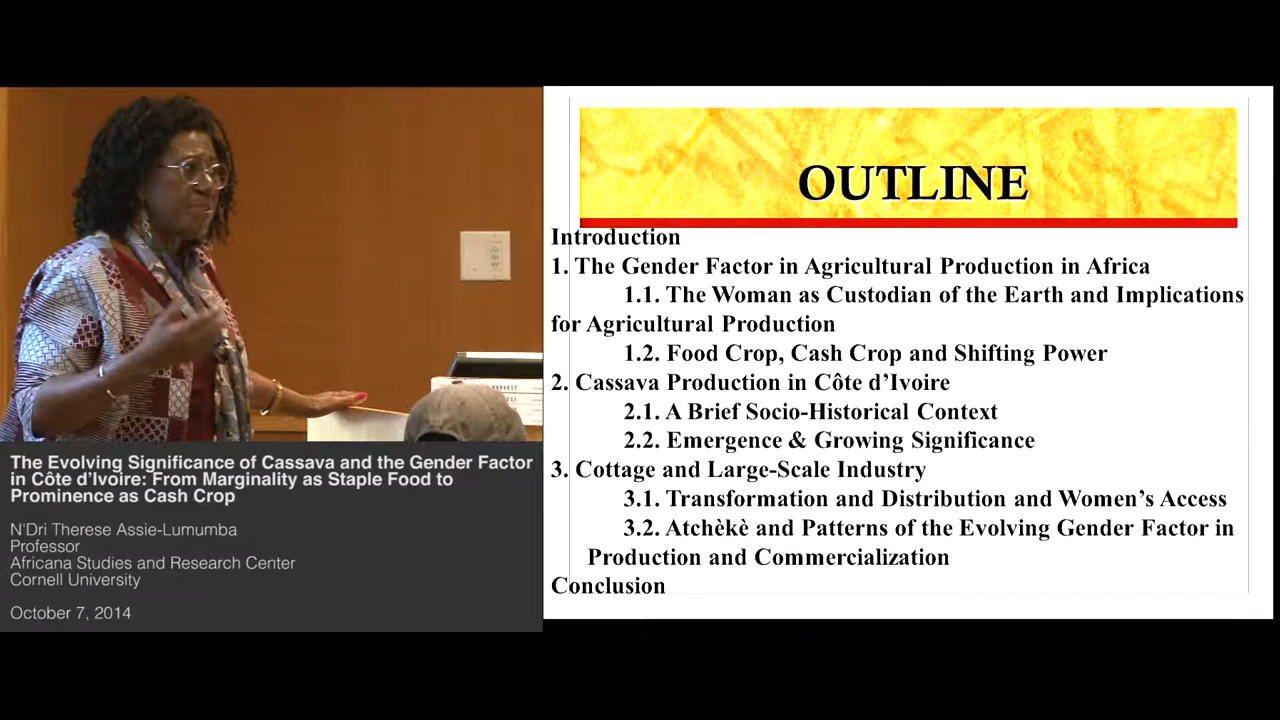 OUTLINE
Introduction
1. The Gender Factor in Agricultural Production in Africa
1.1. The Woman as Custodian of the Earth and Implications
for Agricultural Production
1.2. Food Crop, Cash Crop and Shifting Power
2. Cassava Production in Côte d’Ivoire
2.1. A Brief Socio-Historical Context
2.2. Emergence & Growing Significance
3. Cottage and Large-Scale Industry
3.1. Transformation and Distribution and Women’s Access
3.2. Atchèkè and Patterns of the Evolving Gender Factor in
Production and Commercialization
Conclusion
HARVEST
The Evolving Significance of Cassava and the Gender Factor
in Côte d’Ivoire: From Marginality as Staple Food to
Prominence as Cash Crop
N'Dri Therese Assie-Lumumba
Professor
Africana Studies and Research Center
Cornell University
October 7, 2014